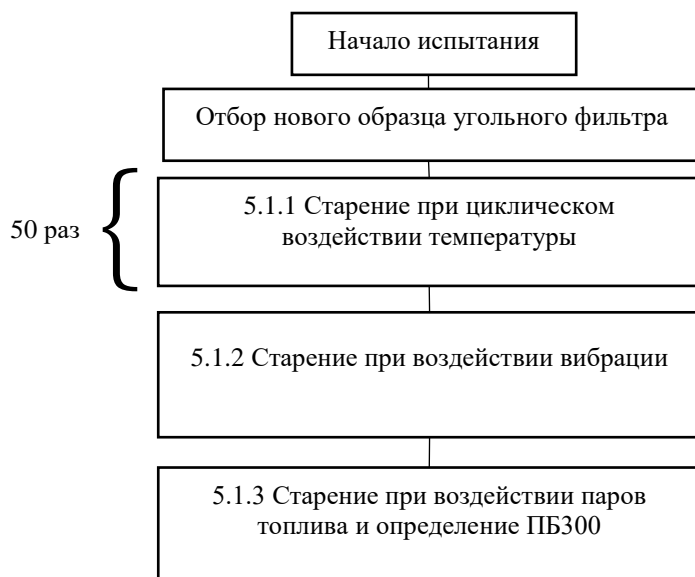 Начало испытания
Отбор нового образца угольного фильтра
50 раз
5.1.1 Старение при циклическом
воздействии температуры
5.1.2 Старение при воздействии вибрации
5.1.3 Старение при воздействии паров
топлива и определение ПБ300